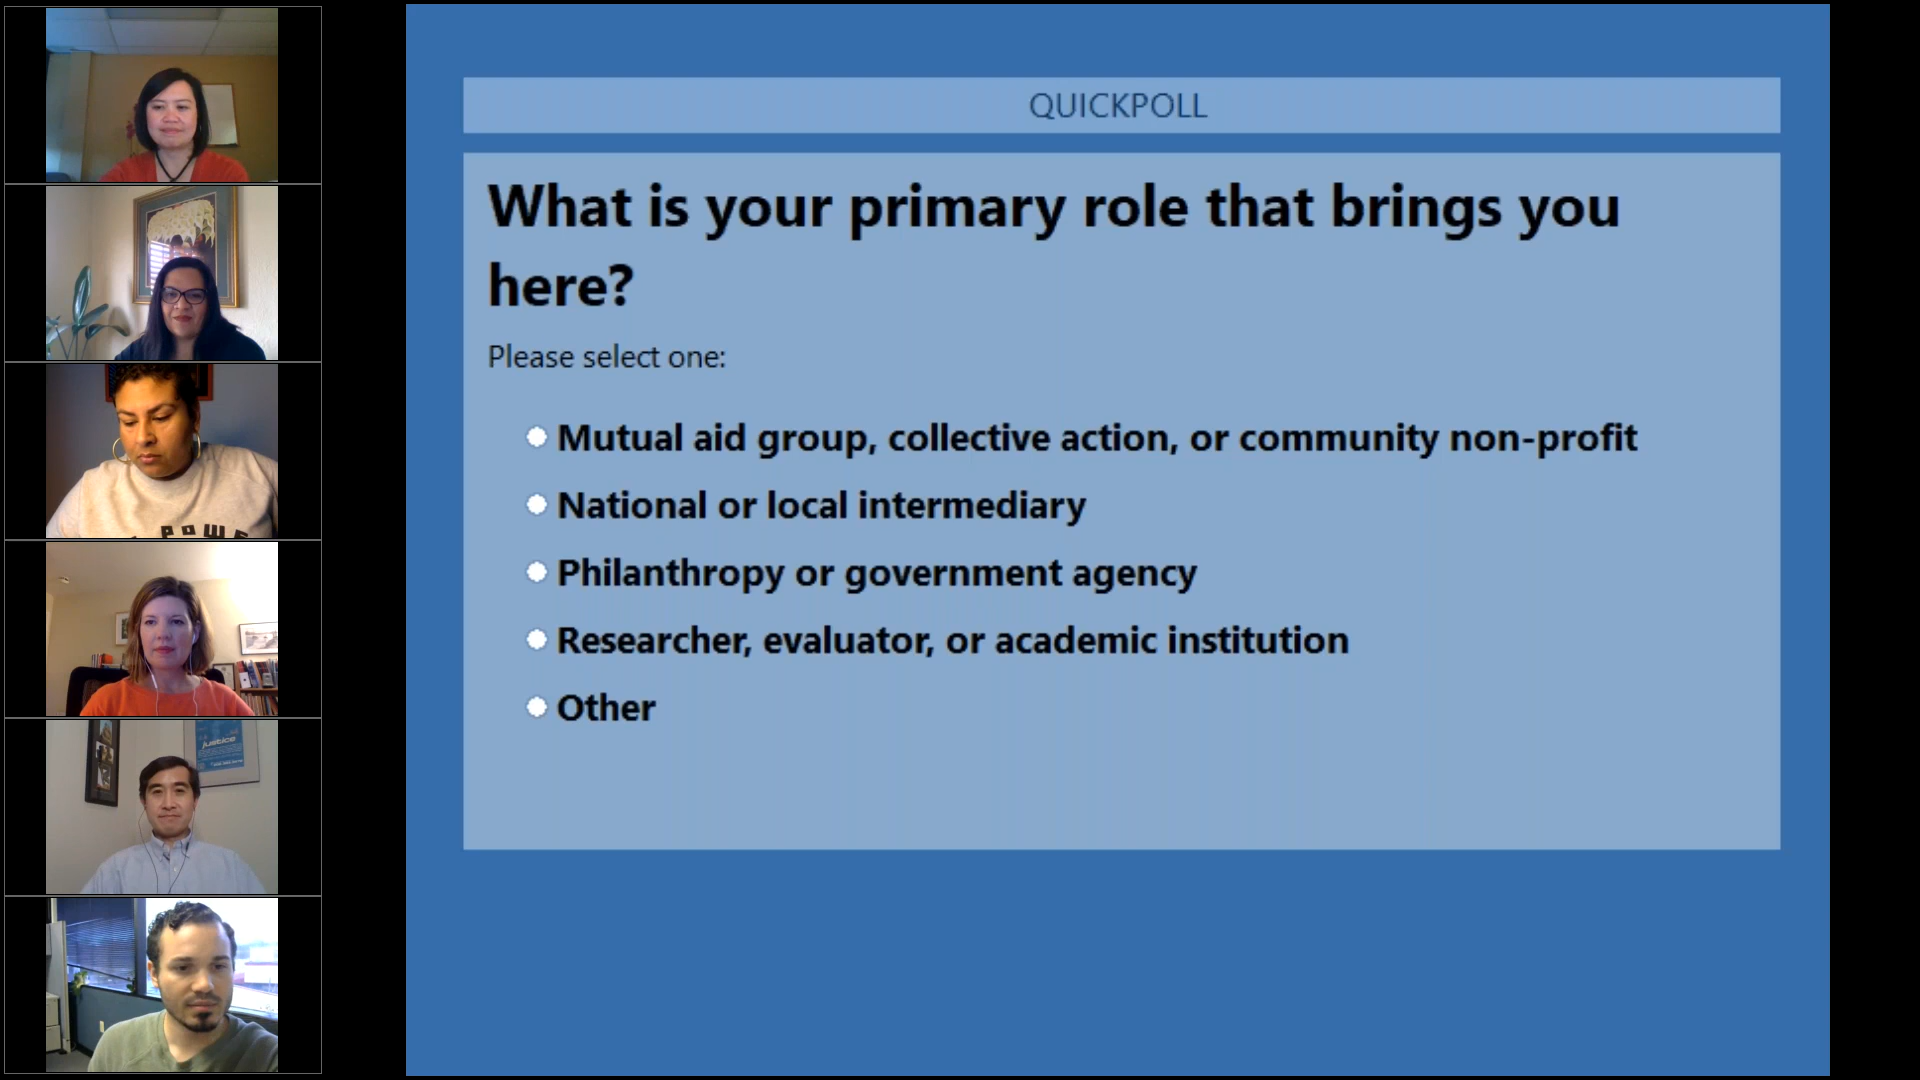 QUICKPOLL
What is your primary role that brings you
here?
Please select one:
Mutual aid group, collective action, or community non-profit
National or local intermediary
Philanthropy or government agency
Researcher, evaluator, or academic institution
Other
justice